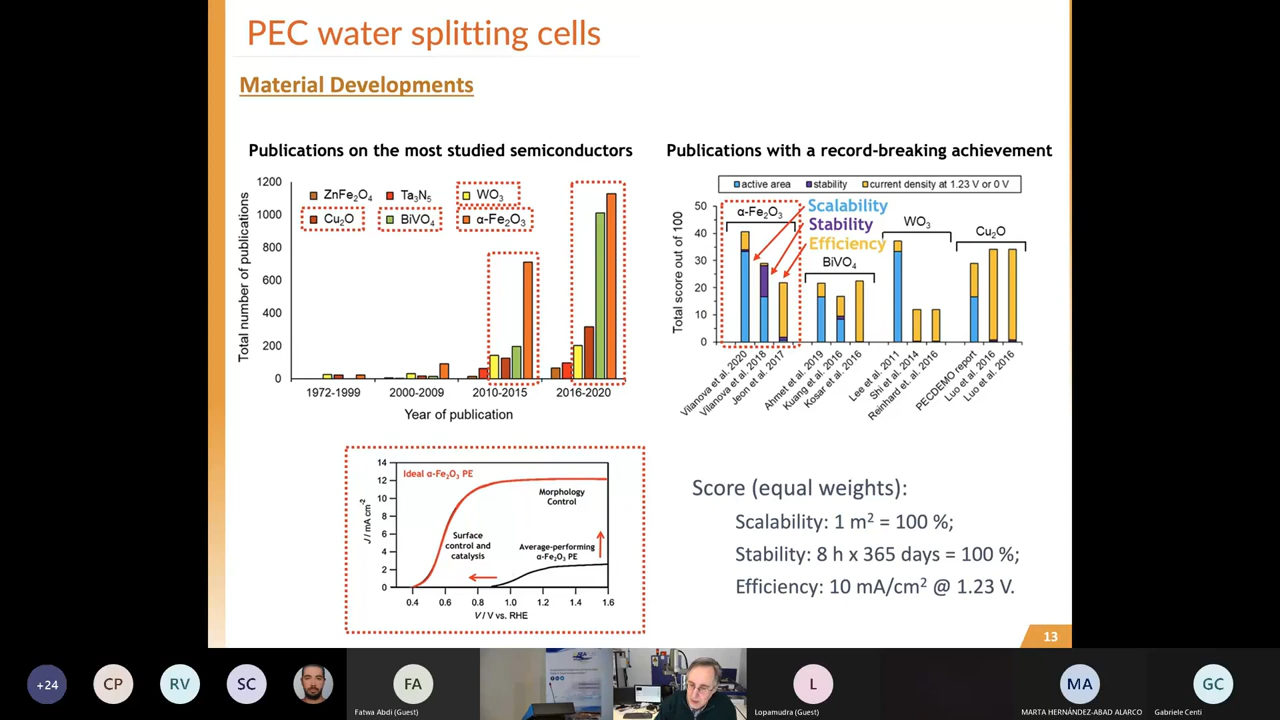 PEC water splitting cells
Material Developments
Publications on the most studied semiconductors
Total number of publications
1200
1000
800
600
400
200
0
ZnFe₂O₄
Ta₃N₅
WO₃
Cu₂O
BiVO₄
α-Fe₂O₃
1972-1999
2000-2009
2010-2015
2016-2020
Year of publication
Publications with a record-breaking achievement
active area
stability
current density at 1.23 V or 0 V
Total score out of 100
50
40
30
20
10
0
α-Fe₂O₃
Scalability
Stability
Efficiency
BiVO₄
WO₃
Cu₂O
Vilanova et al. 2020
Vilanova et al. 2018
Jeon et al. 2017
Ahmet et al. 2019
Kuang et al. 2016
Kosar et al. 2016
Lee et al. 2011
Shi et al. 2014
Reinhard et al. 2016
PECDEMO report
Luo et al. 2016
Luo et al. 2016
J / mA cm⁻²
14
12
10
8
6
4
2
0
Ideal α-Fe₂O₃ PE
Morphology
Control
Surface
control and
catalysis
Average-performing
α-Fe₂O₃ PE
0.4
0.6
0.8
1.0
1.2
1.4
1.6
V / V vs. RHE
Score (equal weights):
Scalability: 1 m² = 100 %;
Stability: 8 h x 365 days = 100 %;
Efficiency: 10 mA/cm² @ 1.23 V.
13
+24
CP
RV
SC
FA
Fatwa Abdi (Guest)
L
Lopamudra (Guest)
MA
MARTA HERNÁNDEZ-ABAD ALARCO
GC
Gabriele Centi